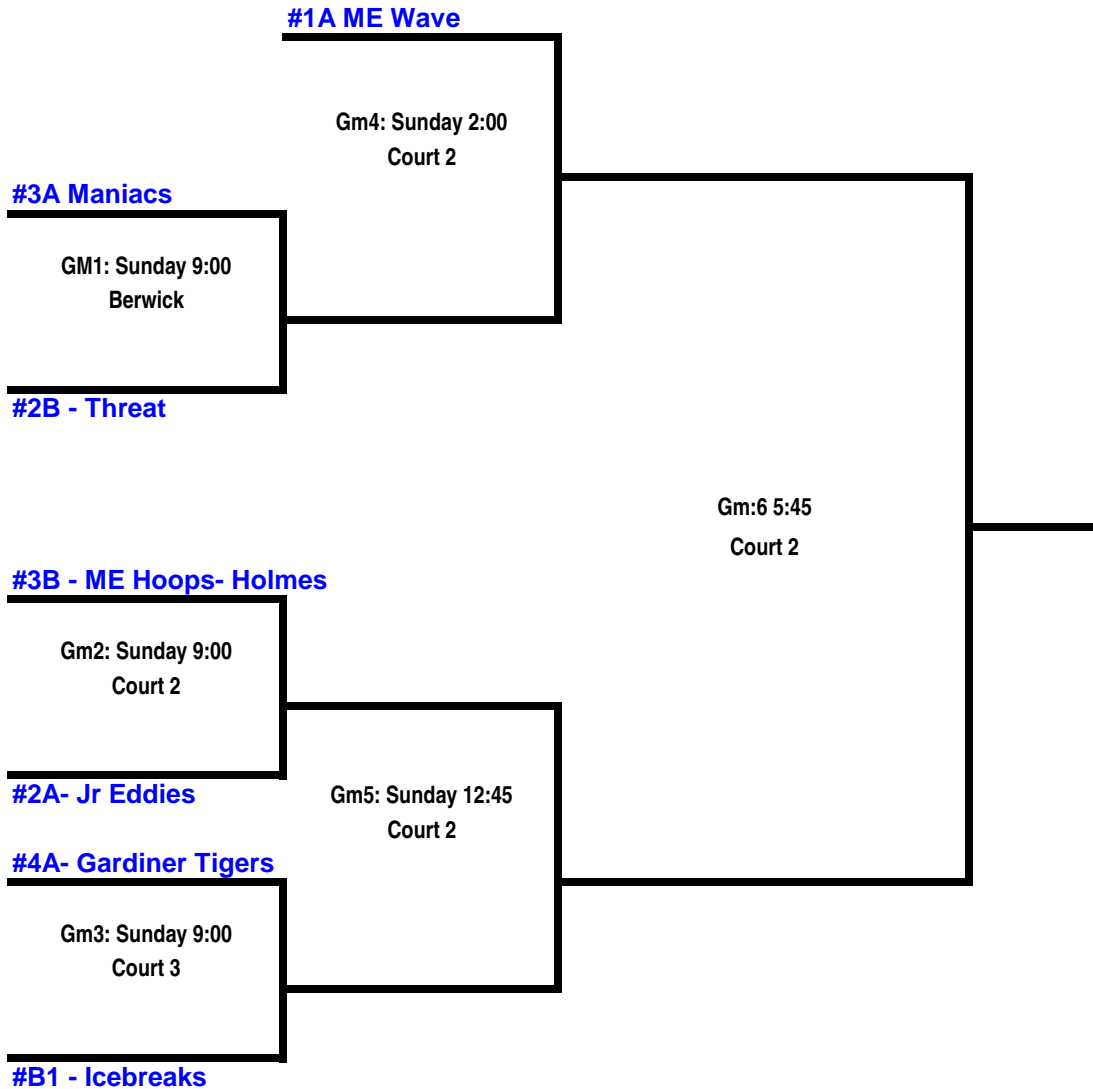 #1A ME Wave
Gm4: Sunday 2:00
Court 2
#3A Maniacs
GM1: Sunday 9:00
Berwick
#2B - Threat
Gm:6 5:45
Court 2
#3B - ME Hoops- Holmes
Gm2: Sunday 9:00
Court 2
#2A- Jr Eddies
Gm5: Sunday 12:45
Court 2
#4A- Gardiner Tigers
Gm3: Sunday 9:00
Court 3
#B1 - Icebreaks